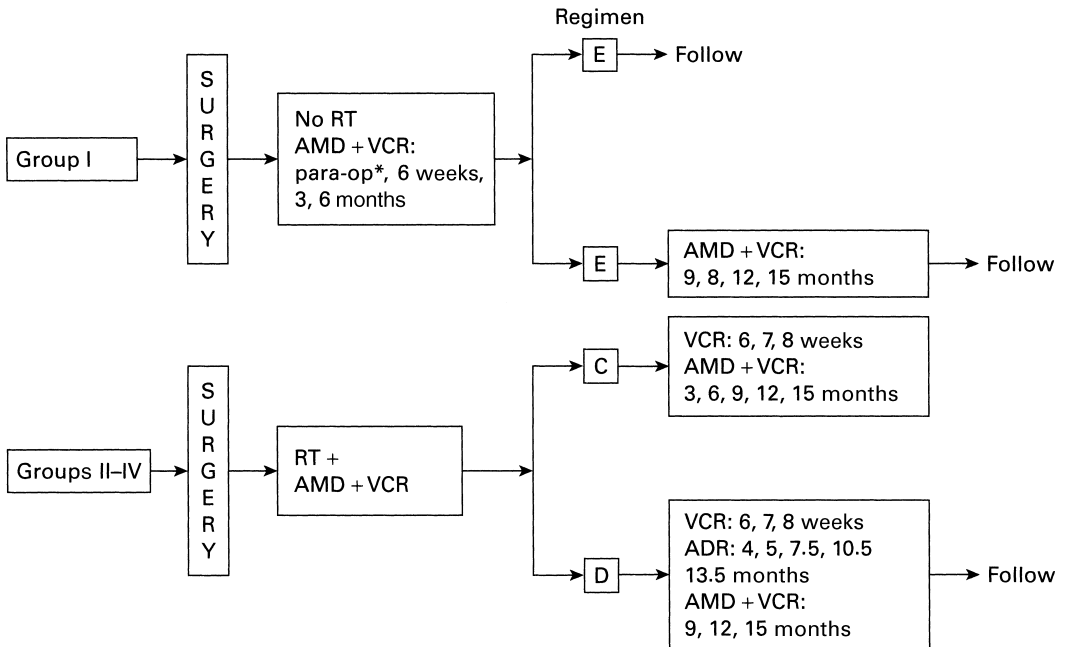 Regimen
E
Follow
S
U
R
G
E
R
Y
No RT
AMD + VCR:
para-op*, 6 weeks,
3, 6 months
Group I
E
AMD + VCR:
9, 8, 12, 15 months
Follow
VCR: 6, 7, 8 weeks
AMD + VCR:
3, 6, 9, 12, 15 months
C
S
U
R
G
E
R
Y
Groups II–IV
RT +
AMD + VCR
D
VCR: 6, 7, 8 weeks
ADR: 4, 5, 7.5, 10.5
13.5 months
AMD + VCR:
9, 12, 15 months
Follow